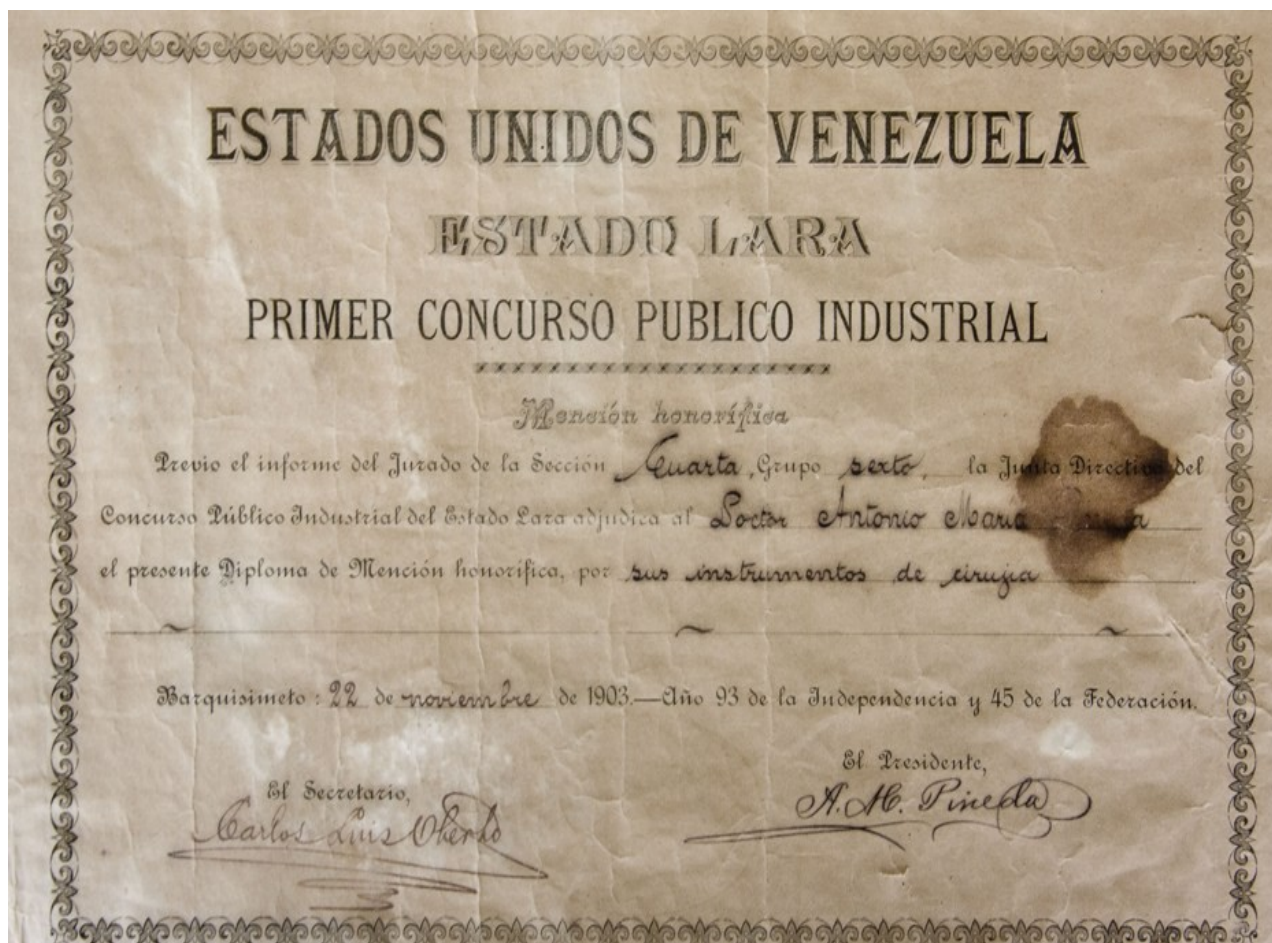 ESTADOS UNIDOS DE VENEZUELA
ESTADO LARA
PRIMER CONCURSO PUBLICO INDUSTRIAL
Mención honorífica
Previo el informe del Jurado de la Sección Cuarta, Grupo sexto, la Junta Directiva del
Concurso Público Industrial del Estado Lara adjudica al Doctor Antonio Maria
el presente Diploma de Mención honorífica, por sus instrumentos de cirujia
Barquisimeto: 22 de noviembre de 1903.—Año 93 de la Independencia y 45 de la Federación.
El Presidente,
A. M. Pineda
El Secretario,
Carlos Luis Oberto